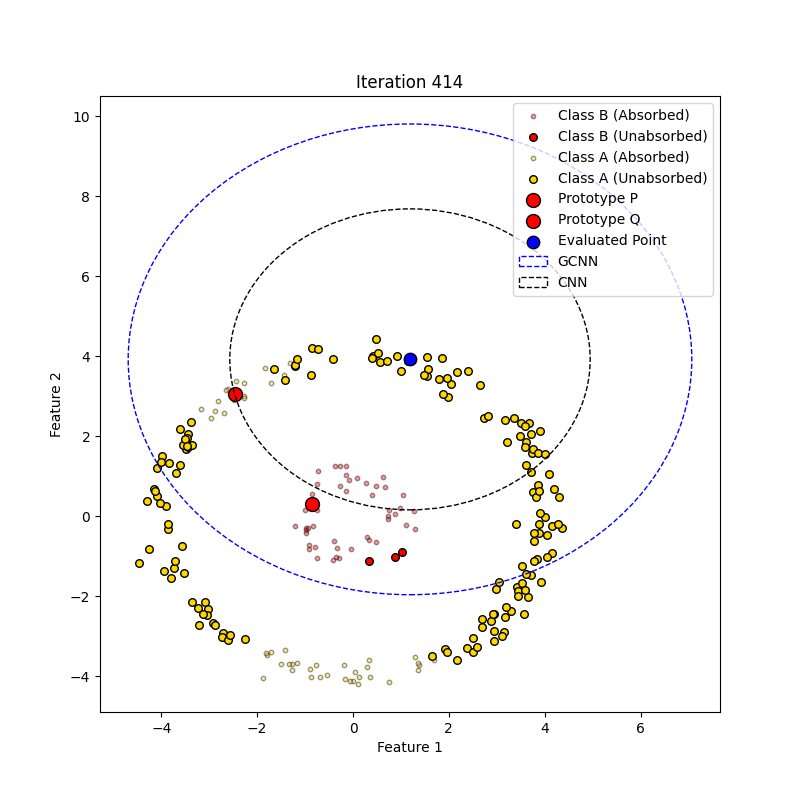 Iteration 414
Class B (Absorbed)
Class B (Unabsorbed)
Class A (Absorbed)
Class A (Unabsorbed)
Prototype P
Prototype Q
Evaluated Point
GCNN
CNN
10
8
6
4
2
0
−2
−4
Feature 2
−4 −2 0 2 4 6
Feature 1